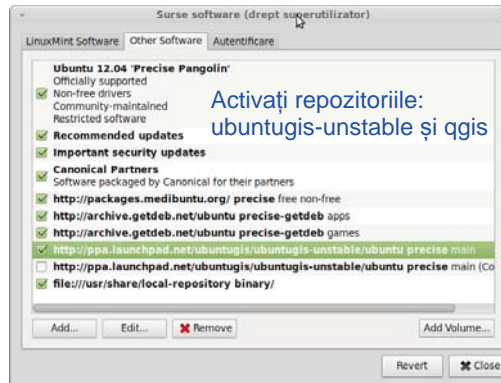 Surse software (drept superutilizator)
LinuxMint Software Other Software Autentificare
Ubuntu 12.04 'Precise Pangolin'
Officially supported
Non-free drivers
Community-maintained
Restricted software
Activați repozitoriile:
ubuntugis-unstable și qgis
Recommended updates
Important security updates
Canonical Partners
Software packaged by Canonical for their partners
http://packages.medibuntu.org/ precise free non-free
http://archive.getdeb.net/ubuntu precise-getdeb apps
http://archive.getdeb.net/ubuntu precise-getdeb games
http://ppa.launchpad.net/ubuntugis/ubuntugis-unstable/ubuntu precise main
http://ppa.launchpad.net/ubuntugis/ubuntugis-unstable/ubuntu precise main (Co
file:///usr/share/local-repository binary/
Add... Edit... Remove Add Volume...
Revert Close